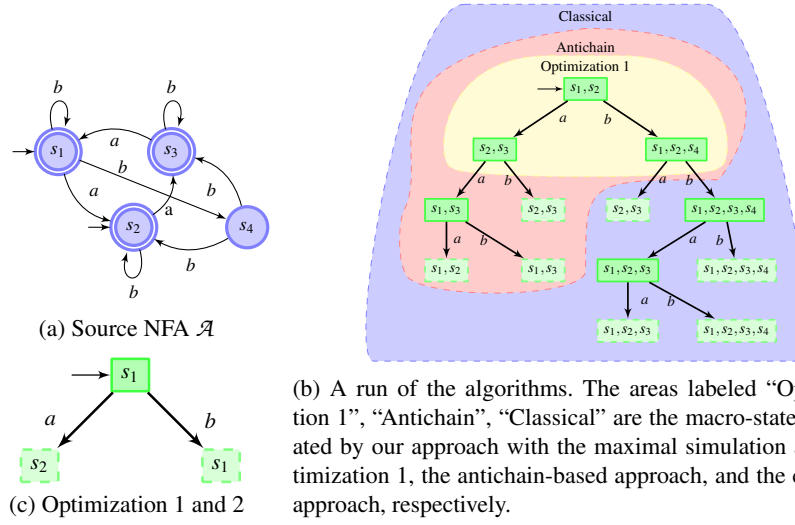 b
b
s1
a
s3
b
a
a
b
s2
s4
b
b
(a) Source NFA A
s1
a
b
s2
s1
(c) Optimization 1 and 2
Classical
Antichain
Optimization 1
s1, s2
a
b
s2, s3
s1, s2, s4
a
b
a
b
s1, s3
s2, s3
s2, s3
s1, s2, s3, s4
a
b
a
b
s1, s2
s1, s3
s1, s2, s3
s1, s2, s3, s4
a
b
s1, s2, s3
s1, s2, s3, s4
(b) A run of the algorithms. The areas labeled “Op
tion 1”, “Antichain”, “Classical” are the macro-state
ated by our approach with the maximal simulation
timization 1, the antichain-based approach, and the
approach, respectively.